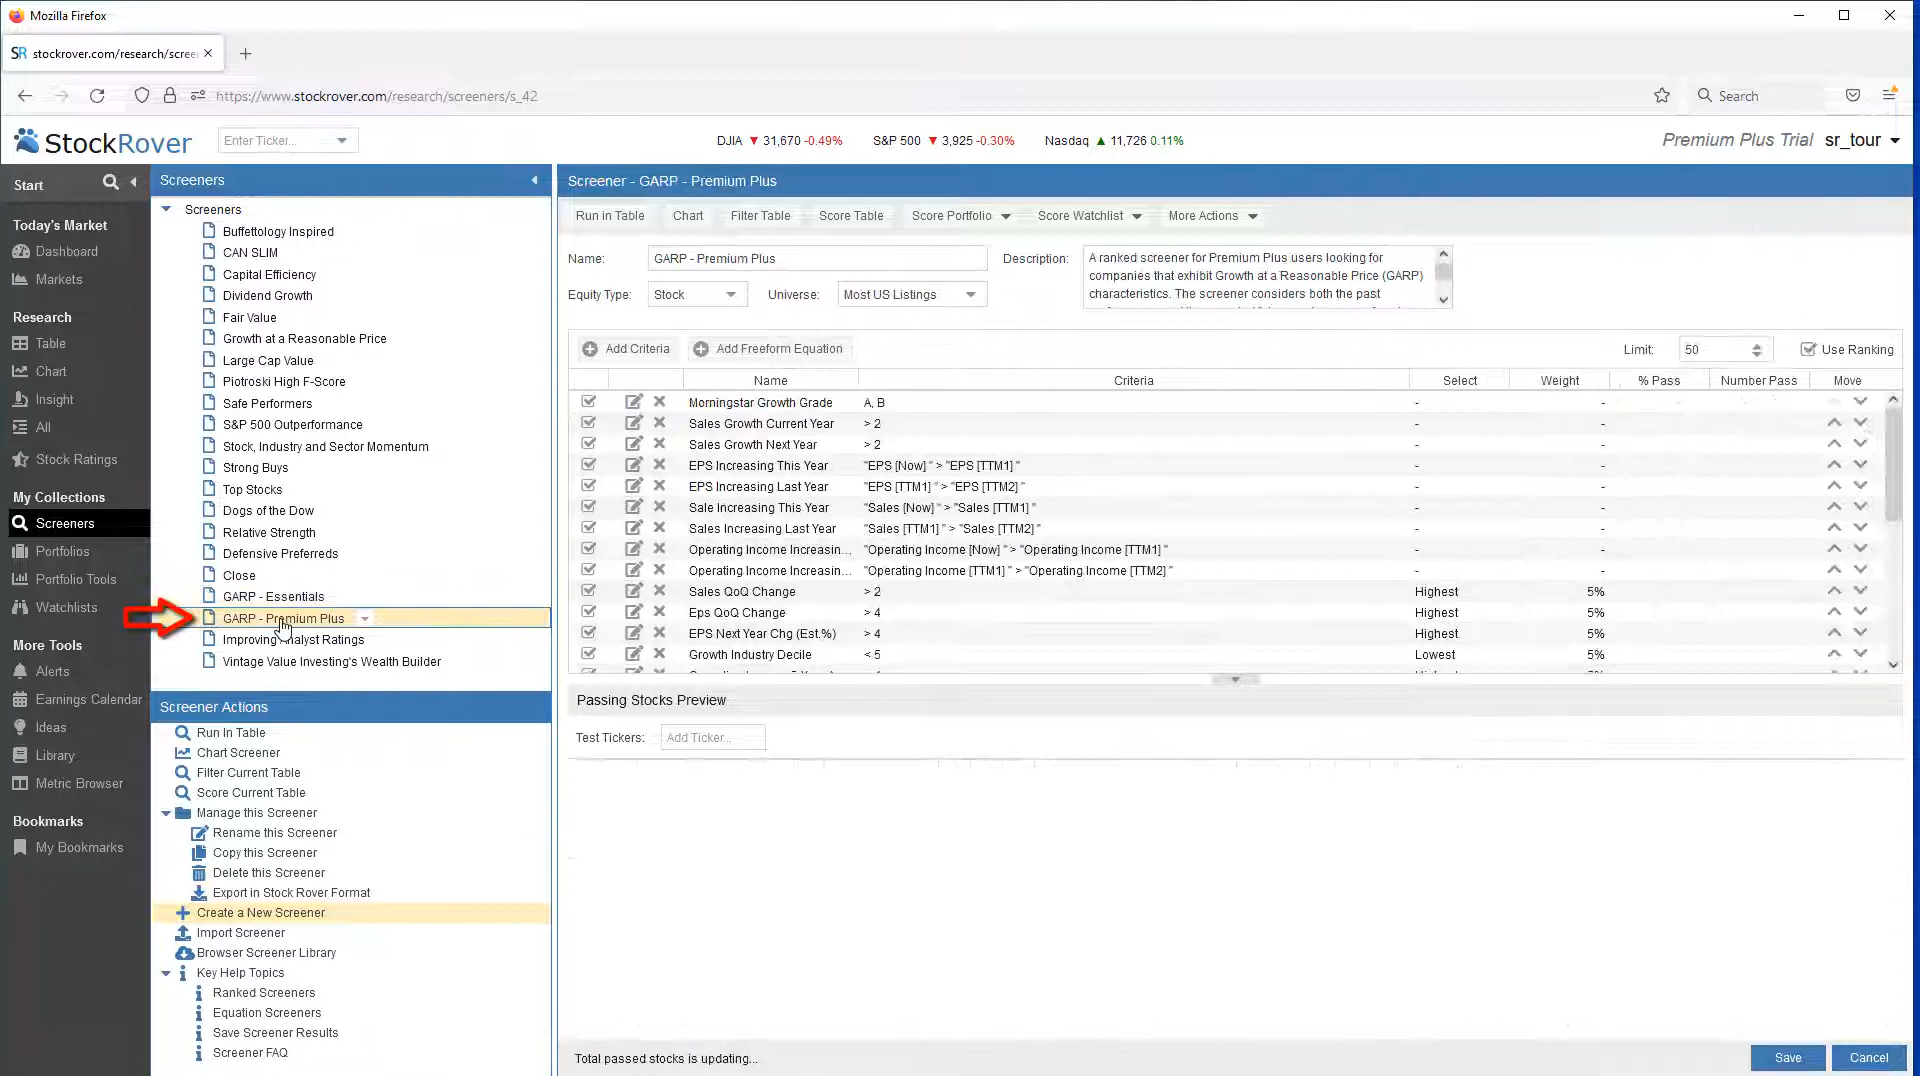 Mozilla Firefox
SR stockrover.com/research/scree
https://www.stockrover.com/research/screeners/s_42
Search
StockRover
Enter Ticker...
DJIA ▼ 31,670 -0.49% S&P 500 ▼ 3,925 -0.30% Nasdaq ▲ 11,726 0.11%
Premium Plus Trial sr_tour
Start
Today's Market
Dashboard
Markets
Research
Table
Chart
Insight
All
Stock Ratings
My Collections
Screeners
Portfolios
Portfolio Tools
Watchlists
More Tools
Alerts
Earnings Calendar
Ideas
Library
Metric Browser
Bookmarks
My Bookmarks
Screeners
Screeners
Buffettology Inspired
CAN SLIM
Capital Efficiency
Dividend Growth
Fair Value
Growth at a Reasonable Price
Large Cap Value
Piotroski High F-Score
Safe Performers
S&P 500 Outperformance
Stock, Industry and Sector Momentum
Strong Buys
Top Stocks
Dogs of the Dow
Relative Strength
Defensive Preferreds
Close
GARP - Essentials
GARP - Premium Plus
Improving Analyst Ratings
Vintage Value Investing's Wealth Builder
Screener Actions
Run In Table
Chart Screener
Filter Current Table
Score Current Table
Manage this Screener
Rename this Screener
Copy this Screener
Delete this Screener
Export in Stock Rover Format
Create a New Screener
Import Screener
Browser Screener Library
Key Help Topics
Ranked Screeners
Equation Screeners
Save Screener Results
Screener FAQ
Screener - GARP - Premium Plus
Run in Table Chart Filter Table Score Table Score Portfolio Score Watchlist More Actions
Name: GARP - Premium Plus
Description: A ranked screener for Premium Plus users looking for
companies that exhibit Growth at a Reasonable Price (GARP)
characteristics. The screener considers both the past
Equity Type: Stock Universe: Most US Listings
Add Criteria Add Freeform Equation Limit: 50 Use Ranking
Name Criteria Select Weight % Pass Number Pass Move
Morningstar Growth Grade A, B - -
Sales Growth Current Year > 2 - -
Sales Growth Next Year > 2 - -
EPS Increasing This Year "EPS [Now] " > "EPS [TTM1] " - -
EPS Increasing Last Year "EPS [TTM1] " > "EPS [TTM2] " - -
Sale Increasing This Year "Sales [Now] " > "Sales [TTM1] " - -
Sales Increasing Last Year "Sales [TTM1] " > "Sales [TTM2] " - -
Operating Income Increasin... "Operating Income [Now] " > "Operating Income [TTM1] " - -
Operating Income Increasin... "Operating Income [TTM1] " > "Operating Income [TTM2] " - -
Sales QoQ Change > 2 Highest 5%
Eps QoQ Change > 4 Highest 5%
EPS Next Year Chg (Est.%) > 4 Highest 5%
Growth Industry Decile < 5 Lowest 5%
Passing Stocks Preview
Test Tickers: Add Ticker...
Total passed stocks is updating...
Save Cancel